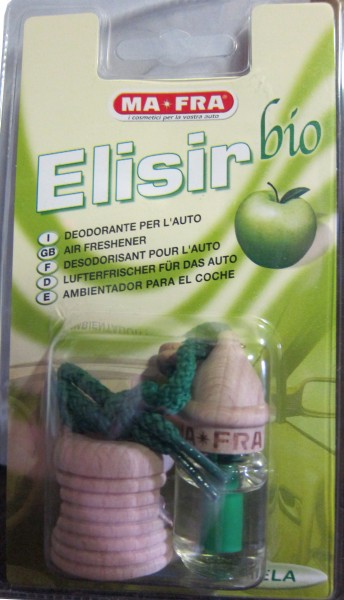 MA★FRA®
i cosmetici per la vostra auto
Elisir bio
I DEODORANTE PER L'AUTO
GB AIR FRESHENER
F DESODORISANT POUR L'AUTO
D LUFTERFRISCHER FÜR DAS AUTO
E AMBIENTADOR PARA EL COCHE
MA★FRA